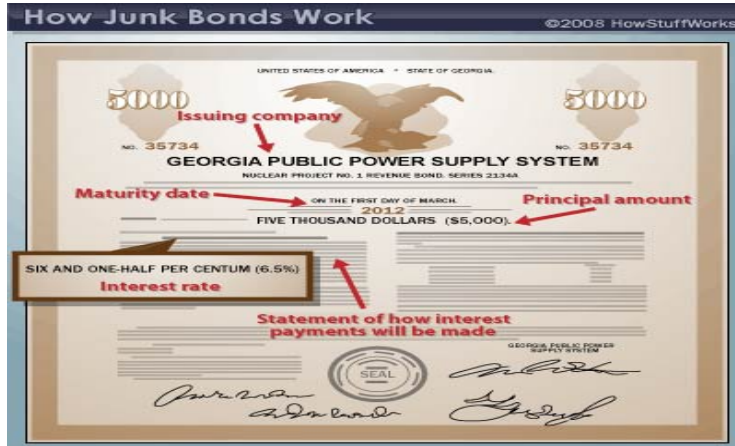 How Junk Bonds Work
©2008 HowStuffWorks
UNITED STATES OF AMERICA • STATE OF GEORGIA
5000
5000
Issuing company
NO. 35734
NO. 35734
GEORGIA PUBLIC POWER SUPPLY SYSTEM
NUCLEAR PROJECT NO. 1 REVENUE BOND. SERIES 2134A
Maturity date
ON THE FIRST DAY OF MARCH.
Principal amount
2012
FIVE THOUSAND DOLLARS ($5,000).
SIX AND ONE-HALF PER CENTUM (6.5%)
Interest rate
Statement of how interest
payments will be made
GEORGIA PUBLIC POWER
SUPPLY SYSTEM
SEAL